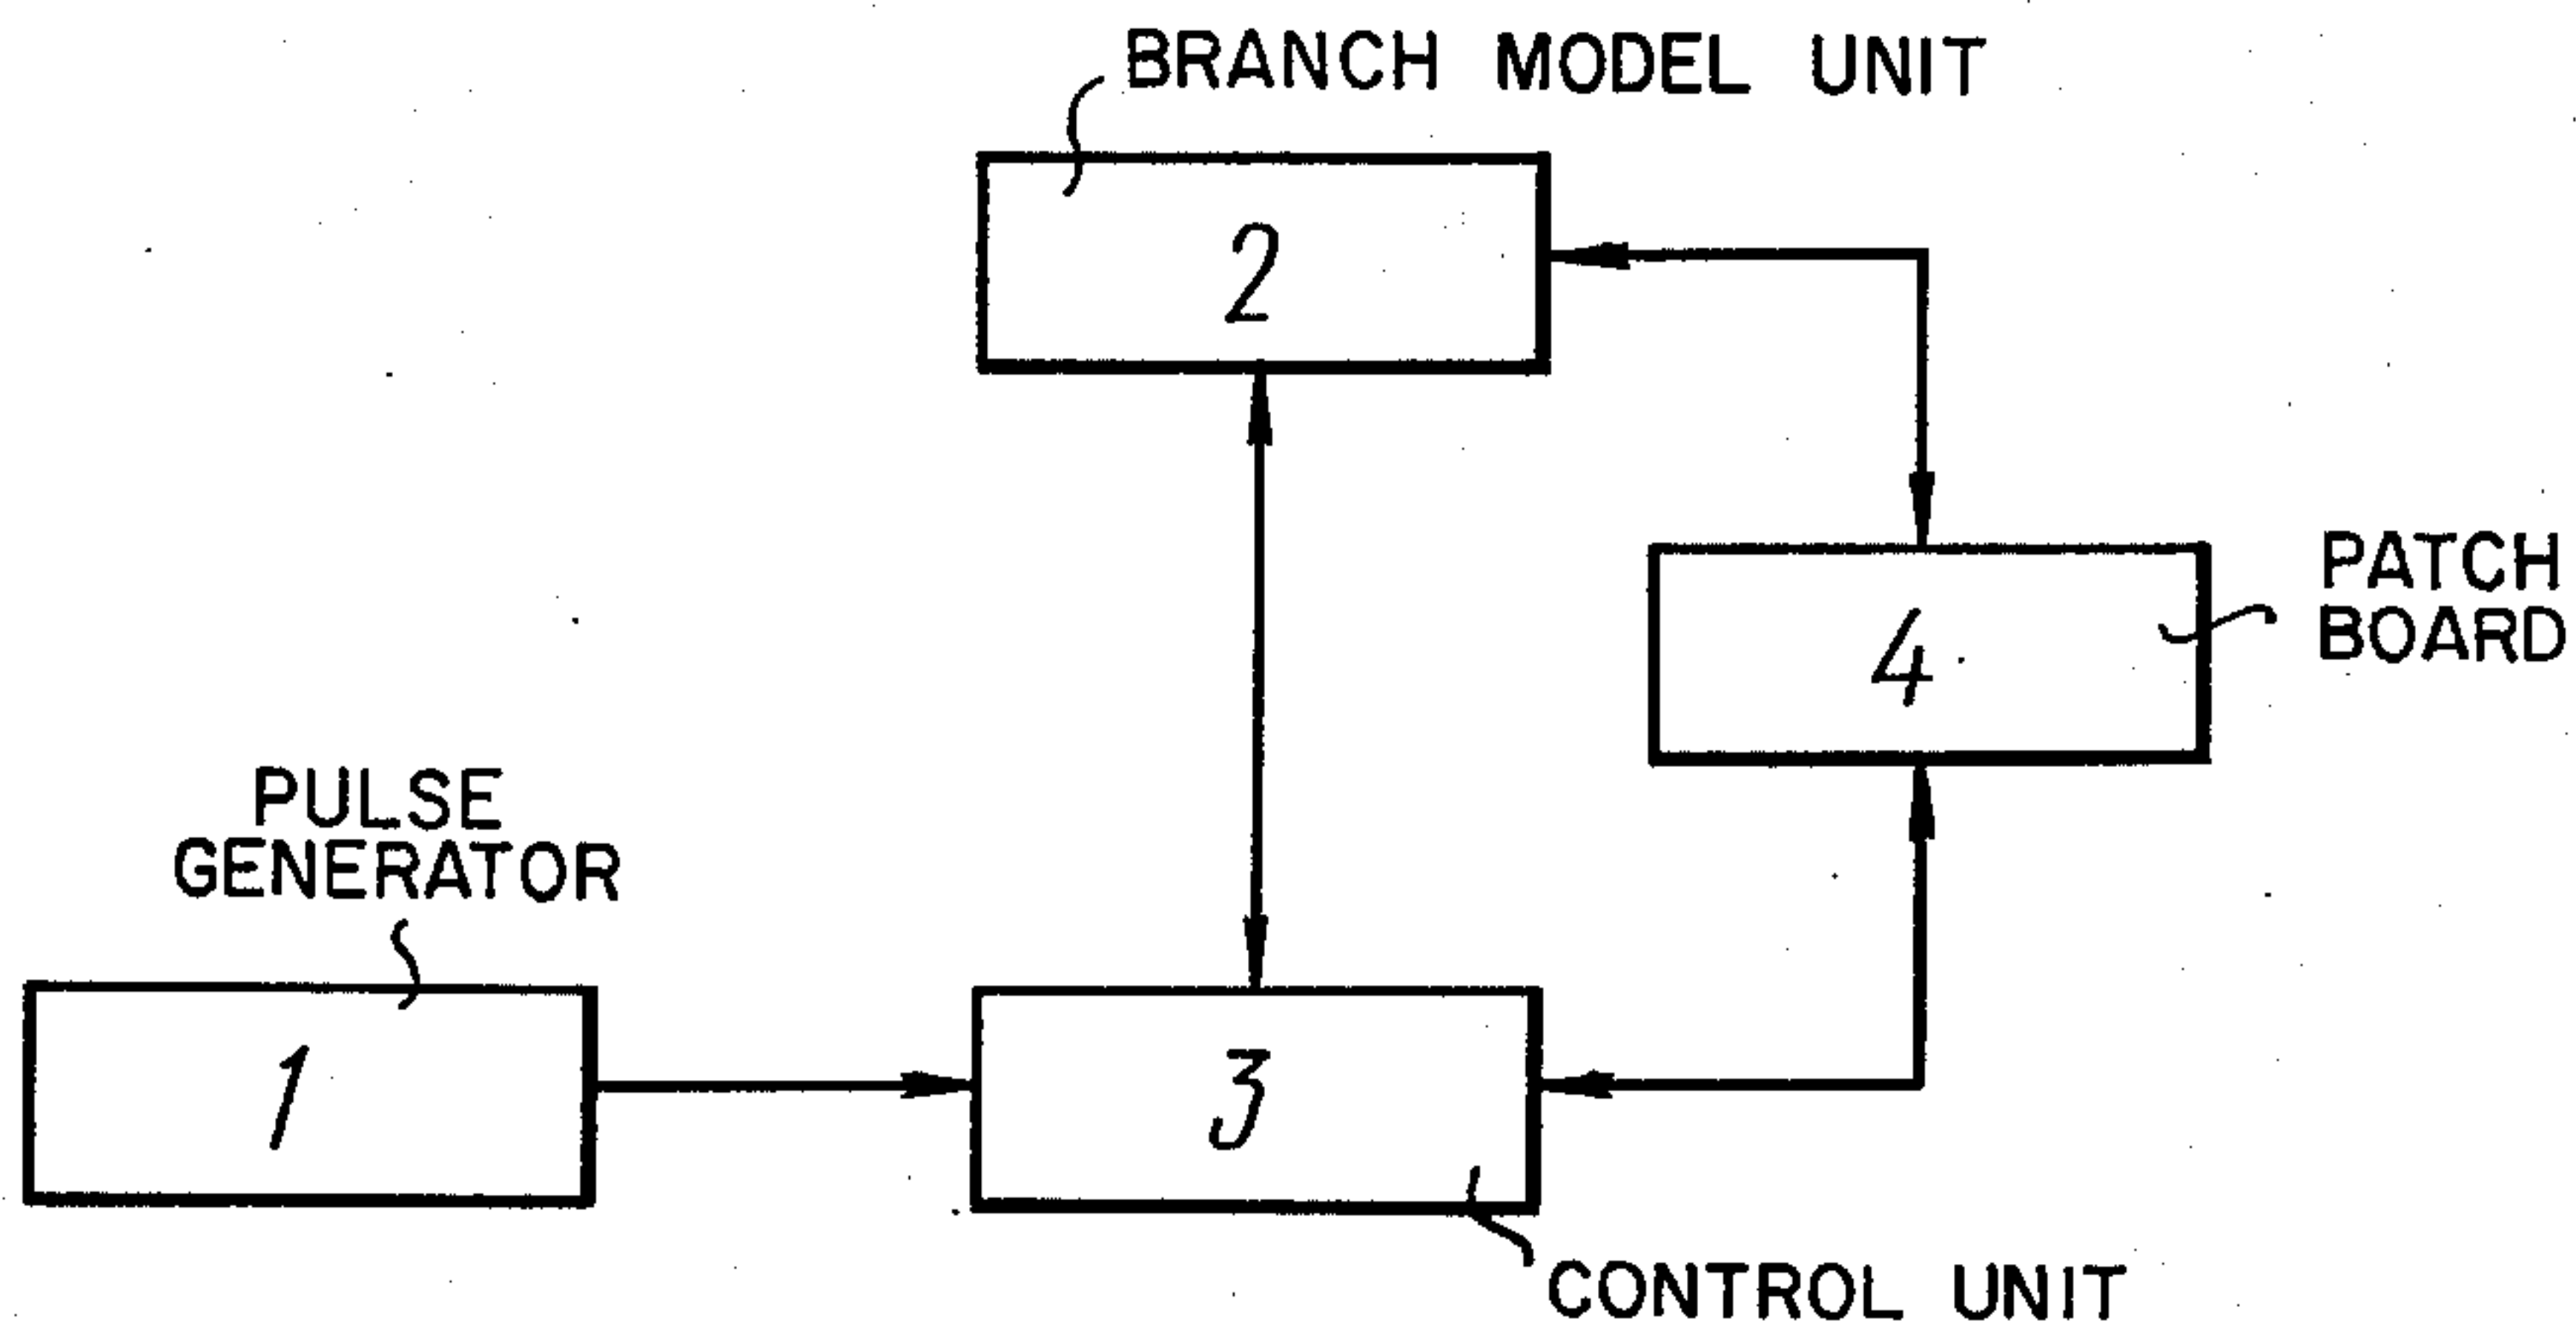 BRANCH MODEL UNIT
2
PATCH
BOARD
4
PULSE
GENERATOR
1
3
CONTROL UNIT